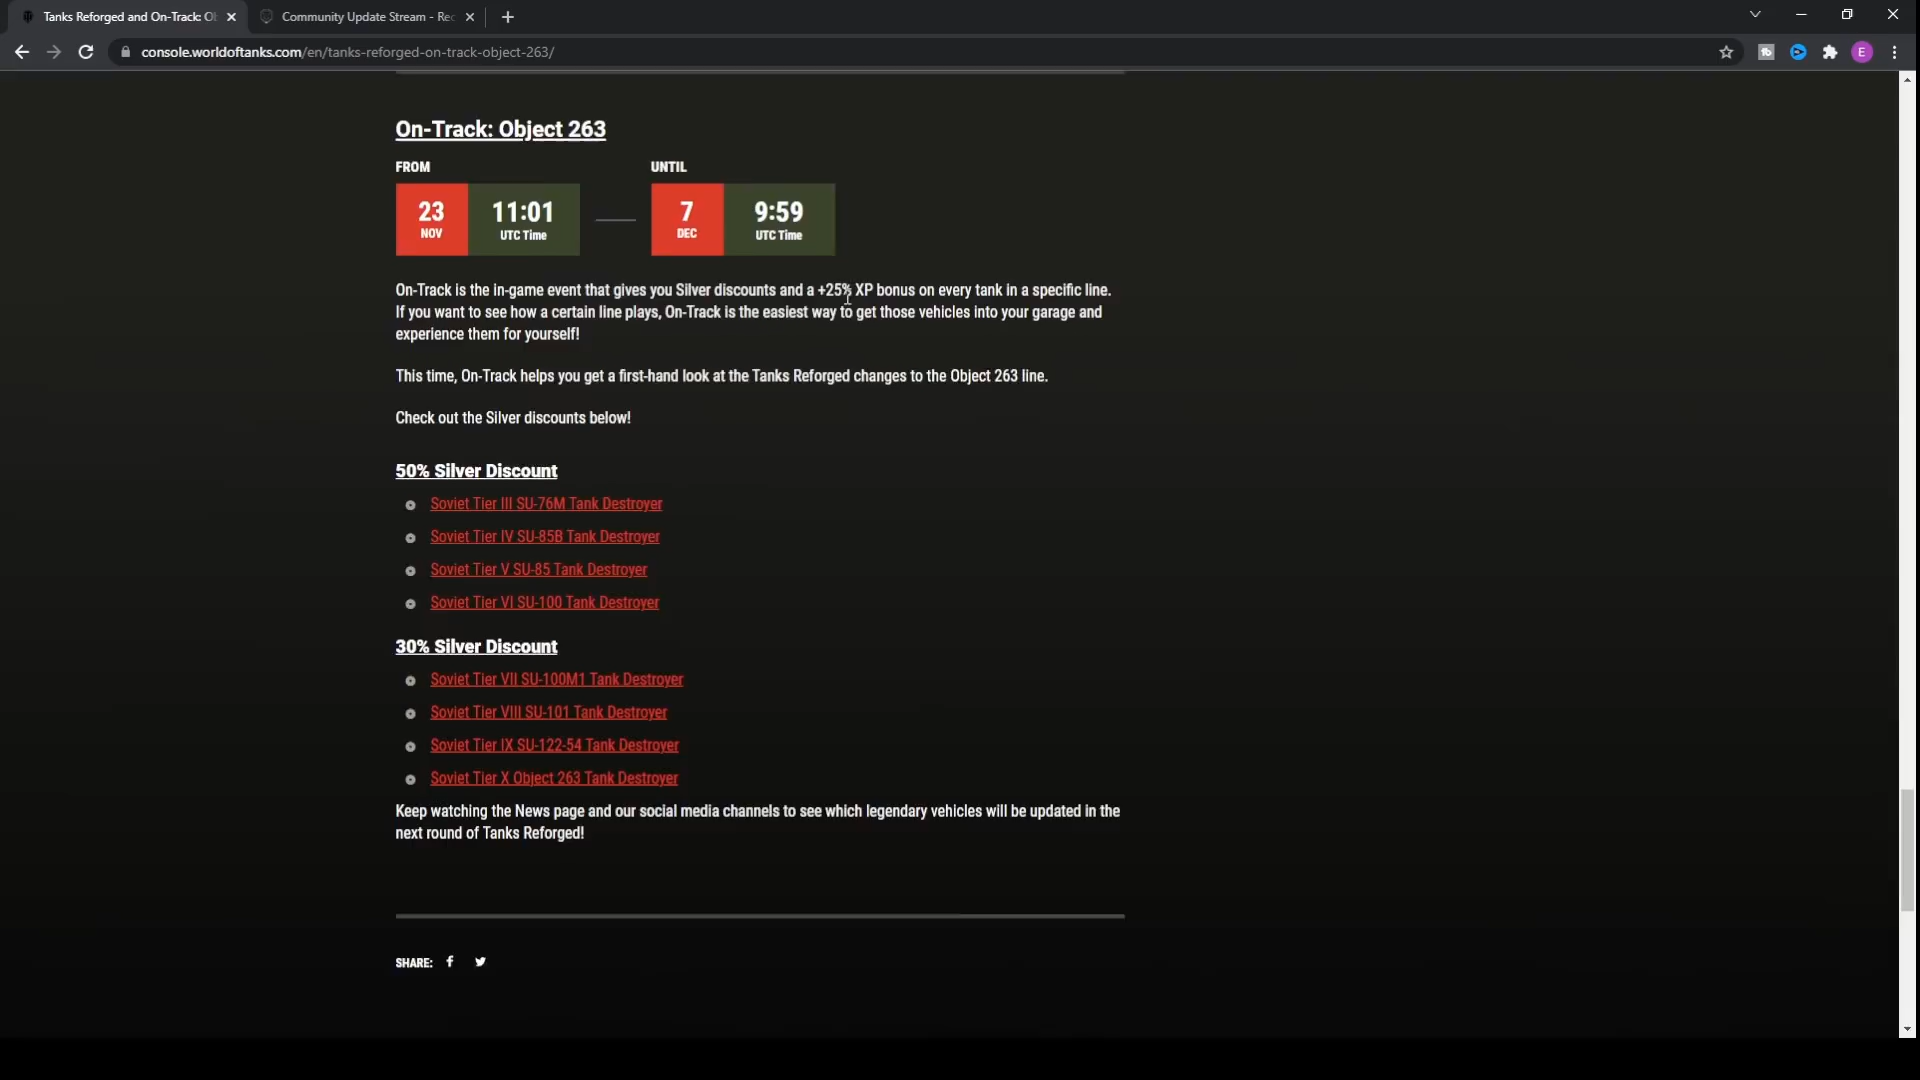 Tanks Reforged and On-Track: Ob
Community Update Stream - Rec
console.worldoftanks.com/en/tanks-reforged-on-track-object-263/
E
On-Track: Object 263
FROM
UNTIL
23 NOV
11:01 UTC Time
7 DEC
9:59 UTC Time
On-Track is the in-game event that gives you Silver discounts and a +25% XP bonus on every tank in a specific line.
If you want to see how a certain line plays, On-Track is the easiest way to get those vehicles into your garage and
experience them for yourself!
This time, On-Track helps you get a first-hand look at the Tanks Reforged changes to the Object 263 line.
Check out the Silver discounts below!
50% Silver Discount
Soviet Tier III SU-76M Tank Destroyer
Soviet Tier IV SU-85B Tank Destroyer
Soviet Tier V SU-85 Tank Destroyer
Soviet Tier VI SU-100 Tank Destroyer
30% Silver Discount
Soviet Tier VII SU-100M1 Tank Destroyer
Soviet Tier VIII SU-101 Tank Destroyer
Soviet Tier IX SU-122-54 Tank Destroyer
Soviet Tier X Object 263 Tank Destroyer
Keep watching the News page and our social media channels to see which legendary vehicles will be updated in the
next round of Tanks Reforged!
SHARE: